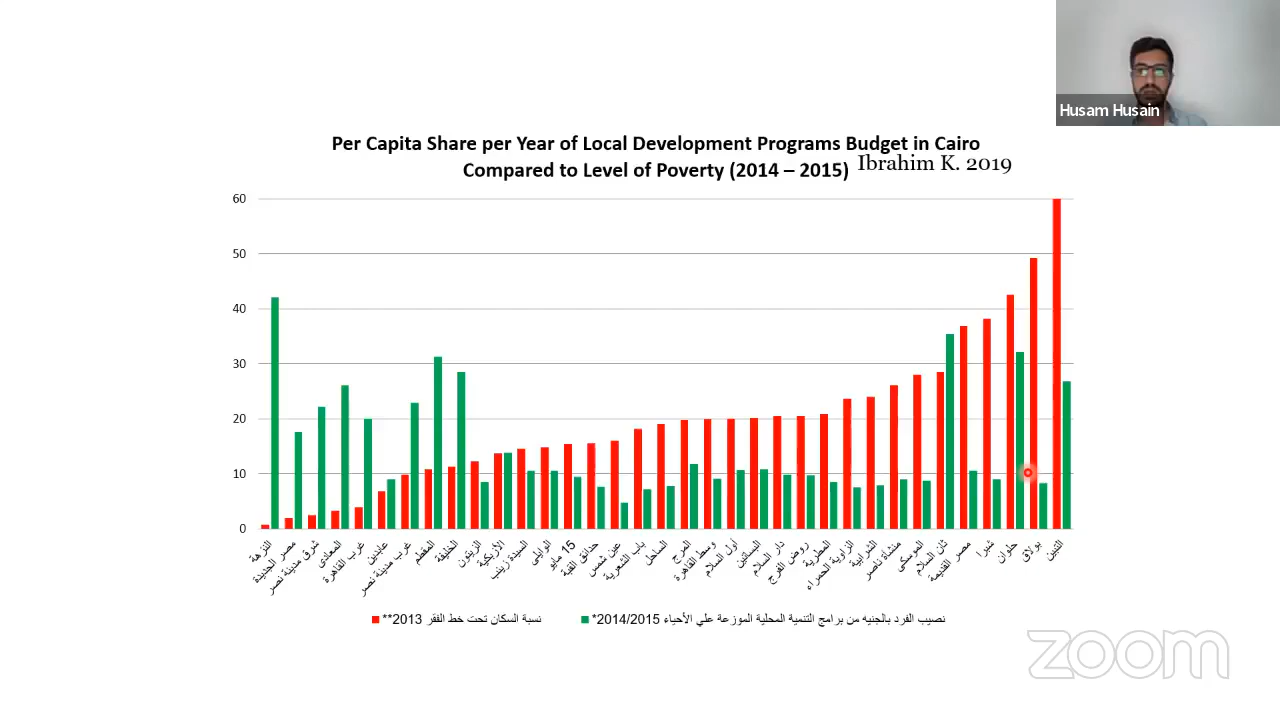 Husam Husain
Per Capita Share per Year of Local Development Programs Budget in Cairo
Compared to Level of Poverty (2014 – 2015)
Ibrahim K. 2019
60
50
40
30
20
10
0
النزهة
مصر الجديدة
شرق مدينة نصر
المعادى
غرب القاهرة
عابدين
غرب مدينة نصر
المقطم
الخليفة
الزيتون
الأزبكية
السيدة زينب
الوايلى
15 مايو
حدائق القبة
عين شمس
باب الشعرية
الساحل
المرج
وسط القاهرة
أول السلام
البساتين
دار السلام
روض الفرج
المطرية
الزاوية الحمراء
الشرابية
منشأة ناصر
الموسكى
ثان السلام
مصر القديمة
شبرا
حلوان
بولاق
التبين
نسبة السكان تحت خط الفقر 2013**
نصيب الفرد بالجنيه من برامج التنمية المحلية الموزعة علي الأحياء 2014/2015*
zoom